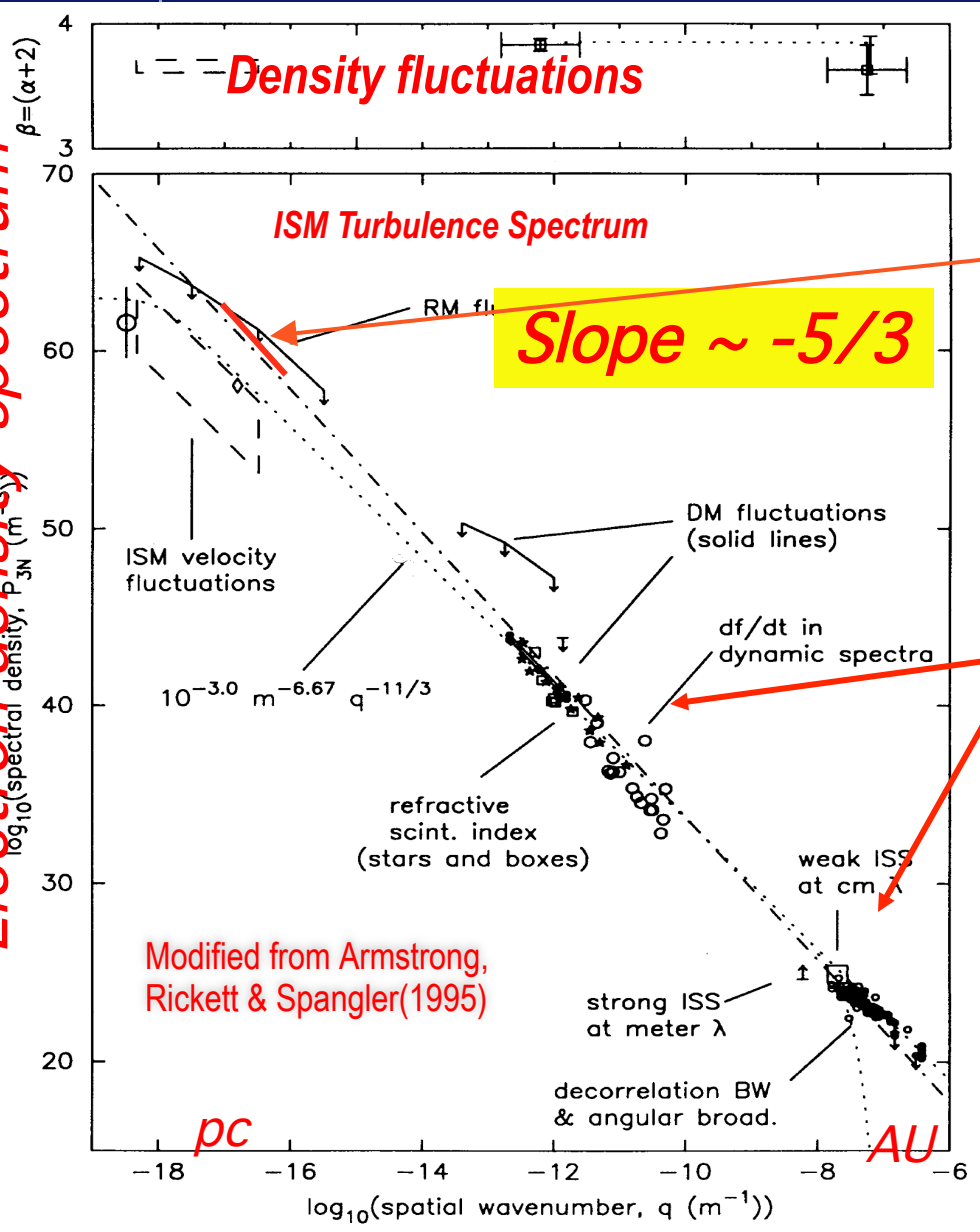 4
β=(α+2)
3
Density fluctuations
70
60
50
40
30
20
log₁₀(spectral density, P₃N (m⁻³))
ISM Turbulence Spectrum
RM fl
Slope ~ -5/3
ISM velocity
fluctuations
DM fluctuations
(solid lines)
df/dt in
dynamic spectra
10⁻³·⁰ m⁻⁶·⁶⁷ q⁻¹¹/³
refractive
scint. index
(stars and boxes)
weak ISS
at cm λ
Modified from Armstrong,
Rickett & Spangler(1995)
strong ISS
at meter λ
decorrelation BW
& angular broad.
pc
AU
−18 −16 −14 −12 −10 −8 −6
log₁₀(spatial wavenumber, q (m⁻¹))